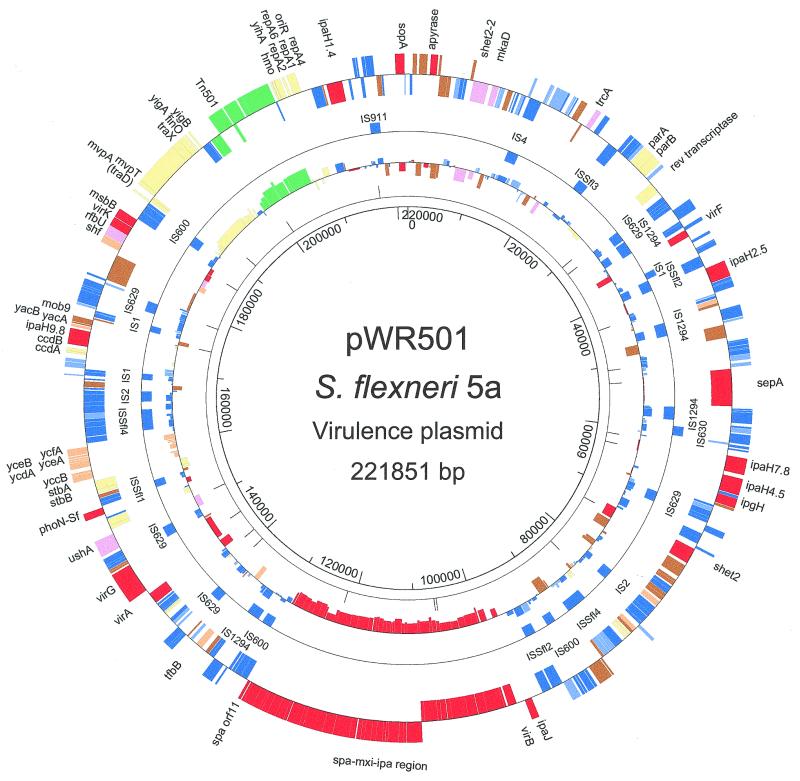 pWR501
S. flexneri 5a
Virulence plasmid
221851 bp
220000
0
20000
40000
60000
80000
100000
120000
140000
160000
180000
200000
Apdos
apyrase
shet2-2
mkaD
trcA
parA
parB
rev transcriptase
virF
ipaH2.5
sepA
ipaH7.8
ipaH4.5
ipgH
shet2
ipaJ
virB
spa-mxi-ipa region
spa orf11
tfbB
virA
virG
ushA
phoN-Sf
stbB
stbA
yccB
ycdA
yceA
yceB
ycfA
ccdA
ccdB
ipaH9.8
yacB yacA
mob9
shf
rfbU
virK
msbB
(traD)
mvpA mvpT
traX
finO
yigA
yigB
Tn501
yihA
hmo
repA6
repA2
oriR
repA1
repA4
ipaH1.4
IS911
IS4
ISSfl3
IS629
IS1294
ISSfl2
IS1
IS1294
IS1294
IS630
IS629
IS2
ISSfl4
IS600
ISSfl2
IS600
IS1294
IS629
IS629
ISSfl1
ISSfl4
IS2
IS1
IS1
IS629
IS600